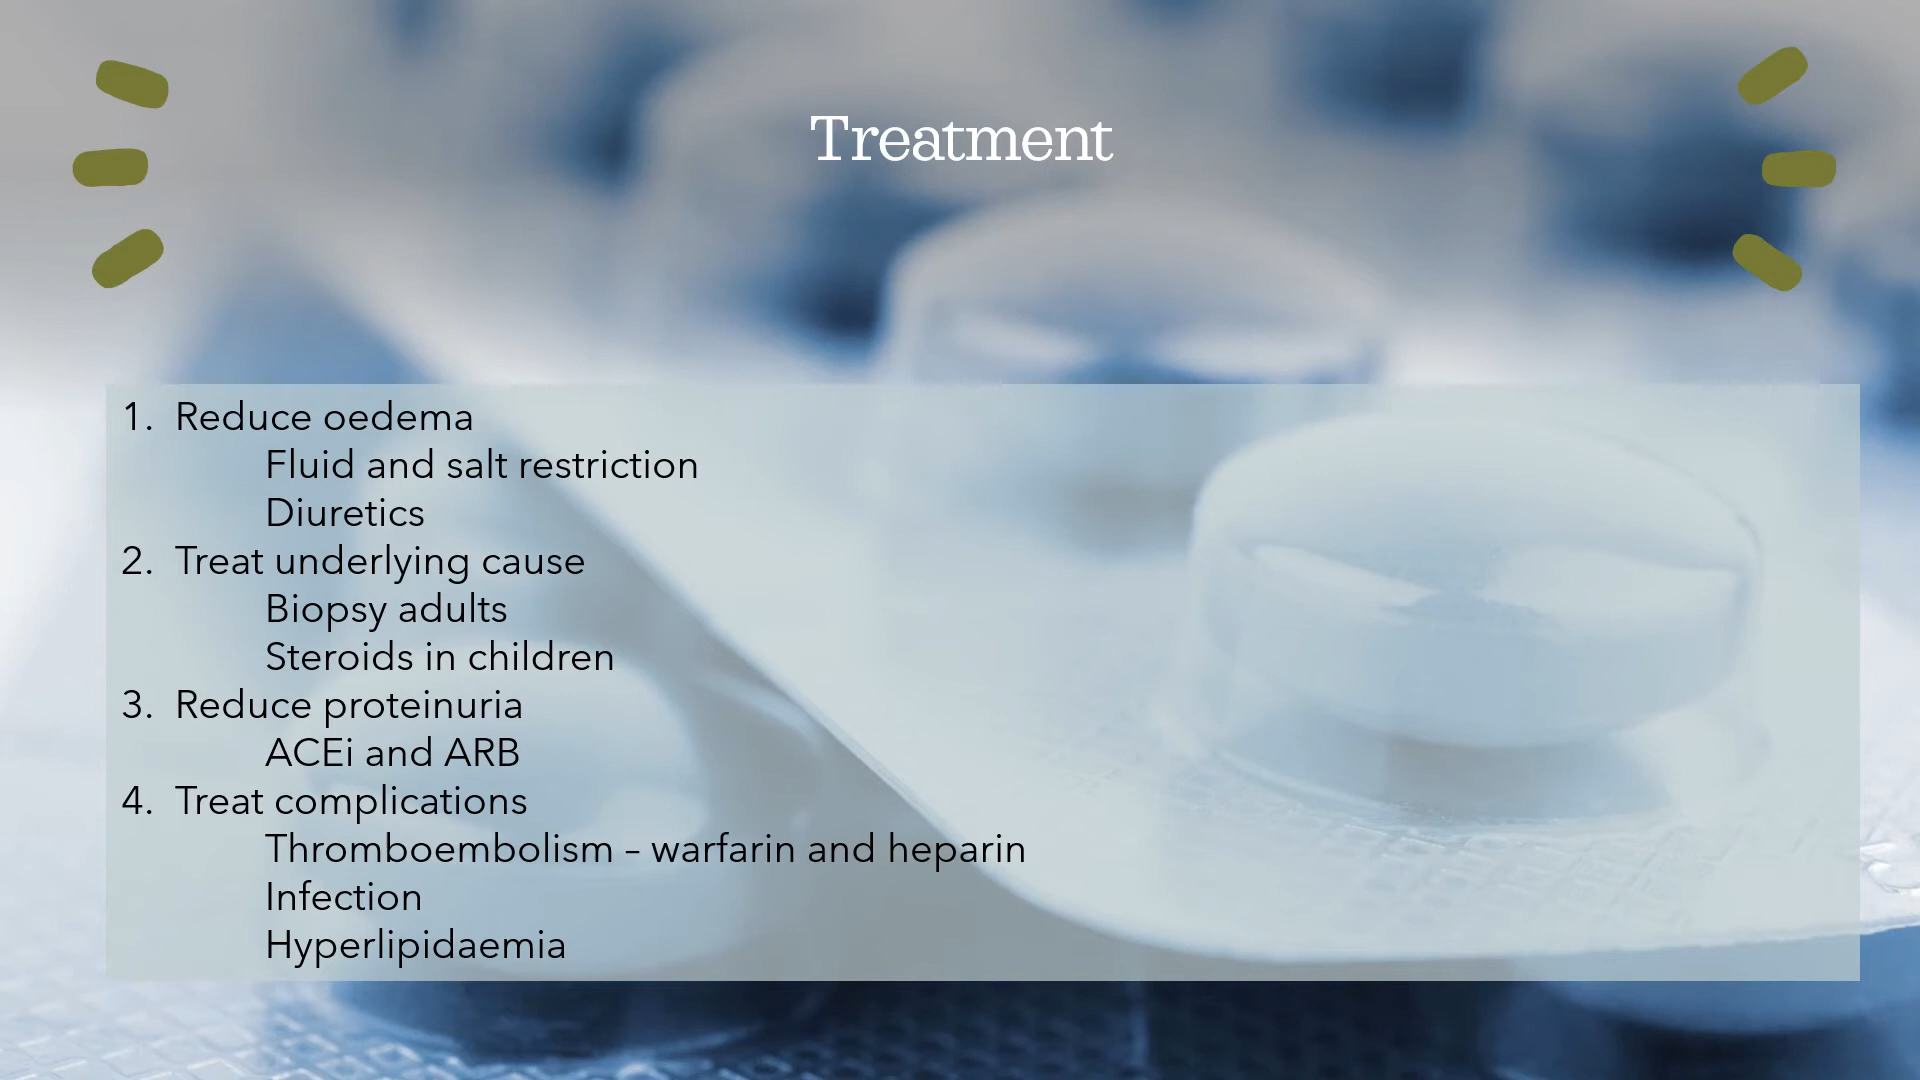 Treatment
1. Reduce oedema
Fluid and salt restriction
Diuretics
2. Treat underlying cause
Biopsy adults
Steroids in children
3. Reduce proteinuria
ACEi and ARB
4. Treat complications
Thromboembolism – warfarin and heparin
Infection
Hyperlipidaemia